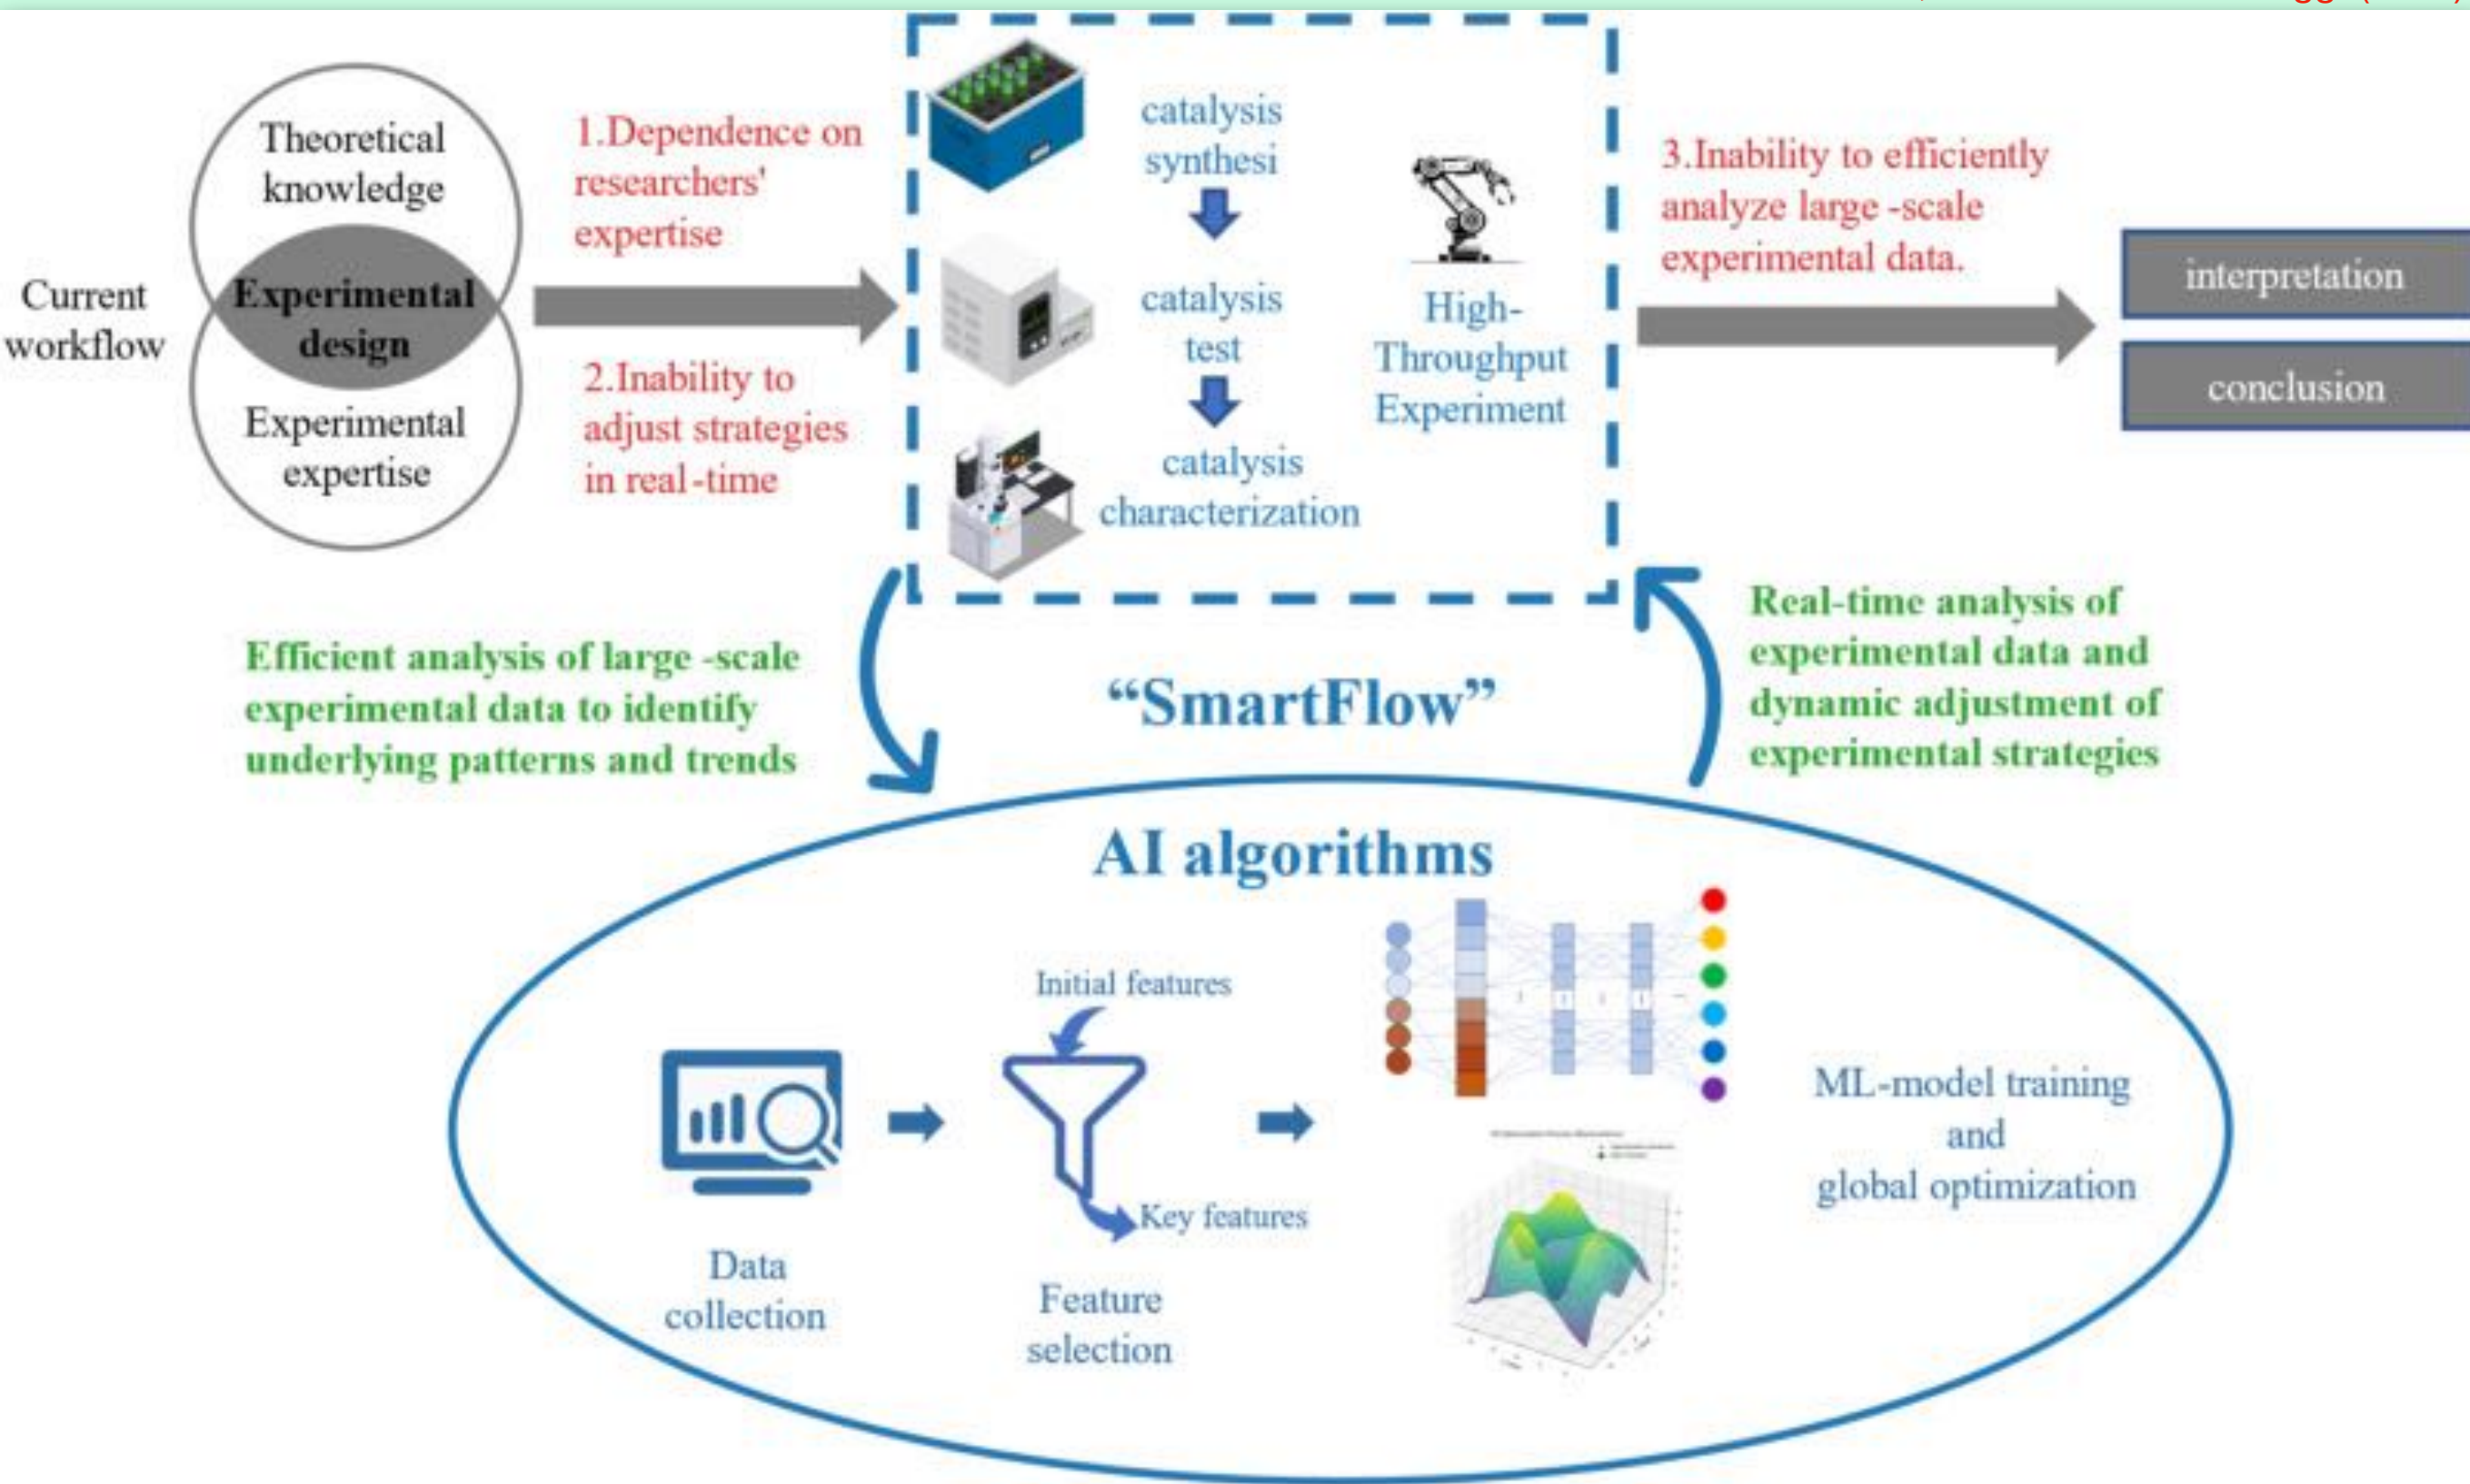 Current
workflow
Theoretical
knowledge
Experimental
design
Experimental
expertise
1.Dependence on
researchers'
expertise
2.Inability to
adjust strategies
in real-time
catalysis
synthesi
catalysis
test
catalysis
characterization
High-
Throughput
Experiment
3.Inability to efficiently
analyze large-scale
experimental data.
interpretation
conclusion
Efficient analysis of large-scale
experimental data to identify
underlying patterns and trends
“SmartFlow”
Real-time analysis of
experimental data and
dynamic adjustment of
experimental strategies
AI algorithms
Data
collection
Initial features
Key features
Feature
selection
ML-model training
and
global optimization